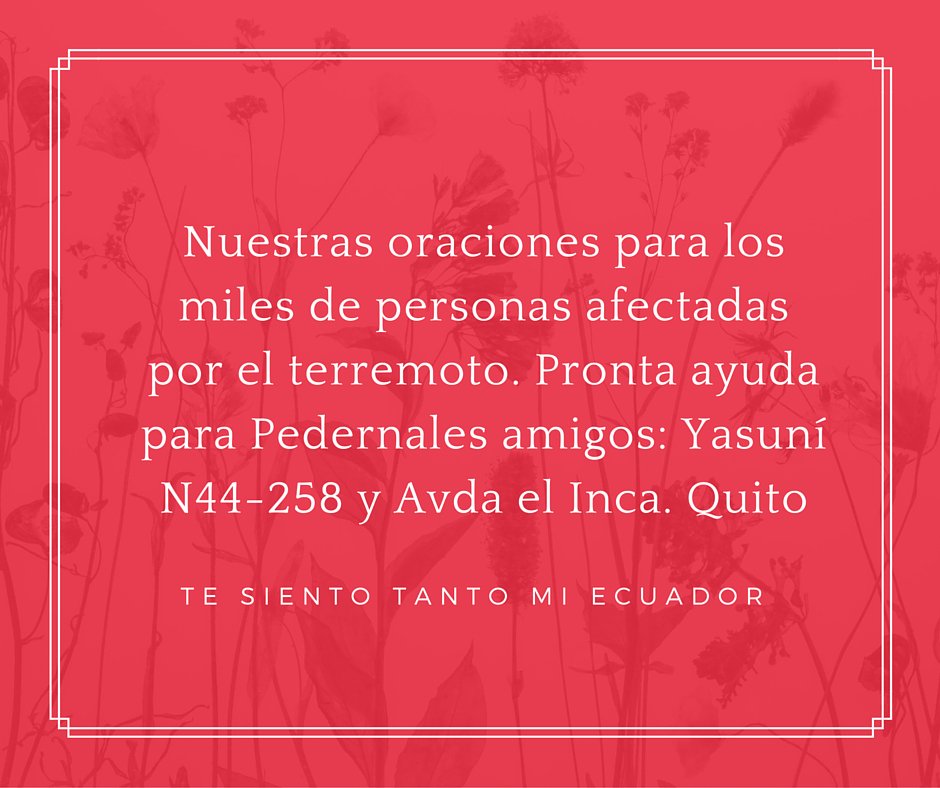 Nuestras oraciones para los
miles de personas afectadas
por el terremoto. Pronta ayuda
para Pedernales amigos: Yasuní
N44-258 y Avda el Inca. Quito
TE SIENTO TANTO MI ECUADOR